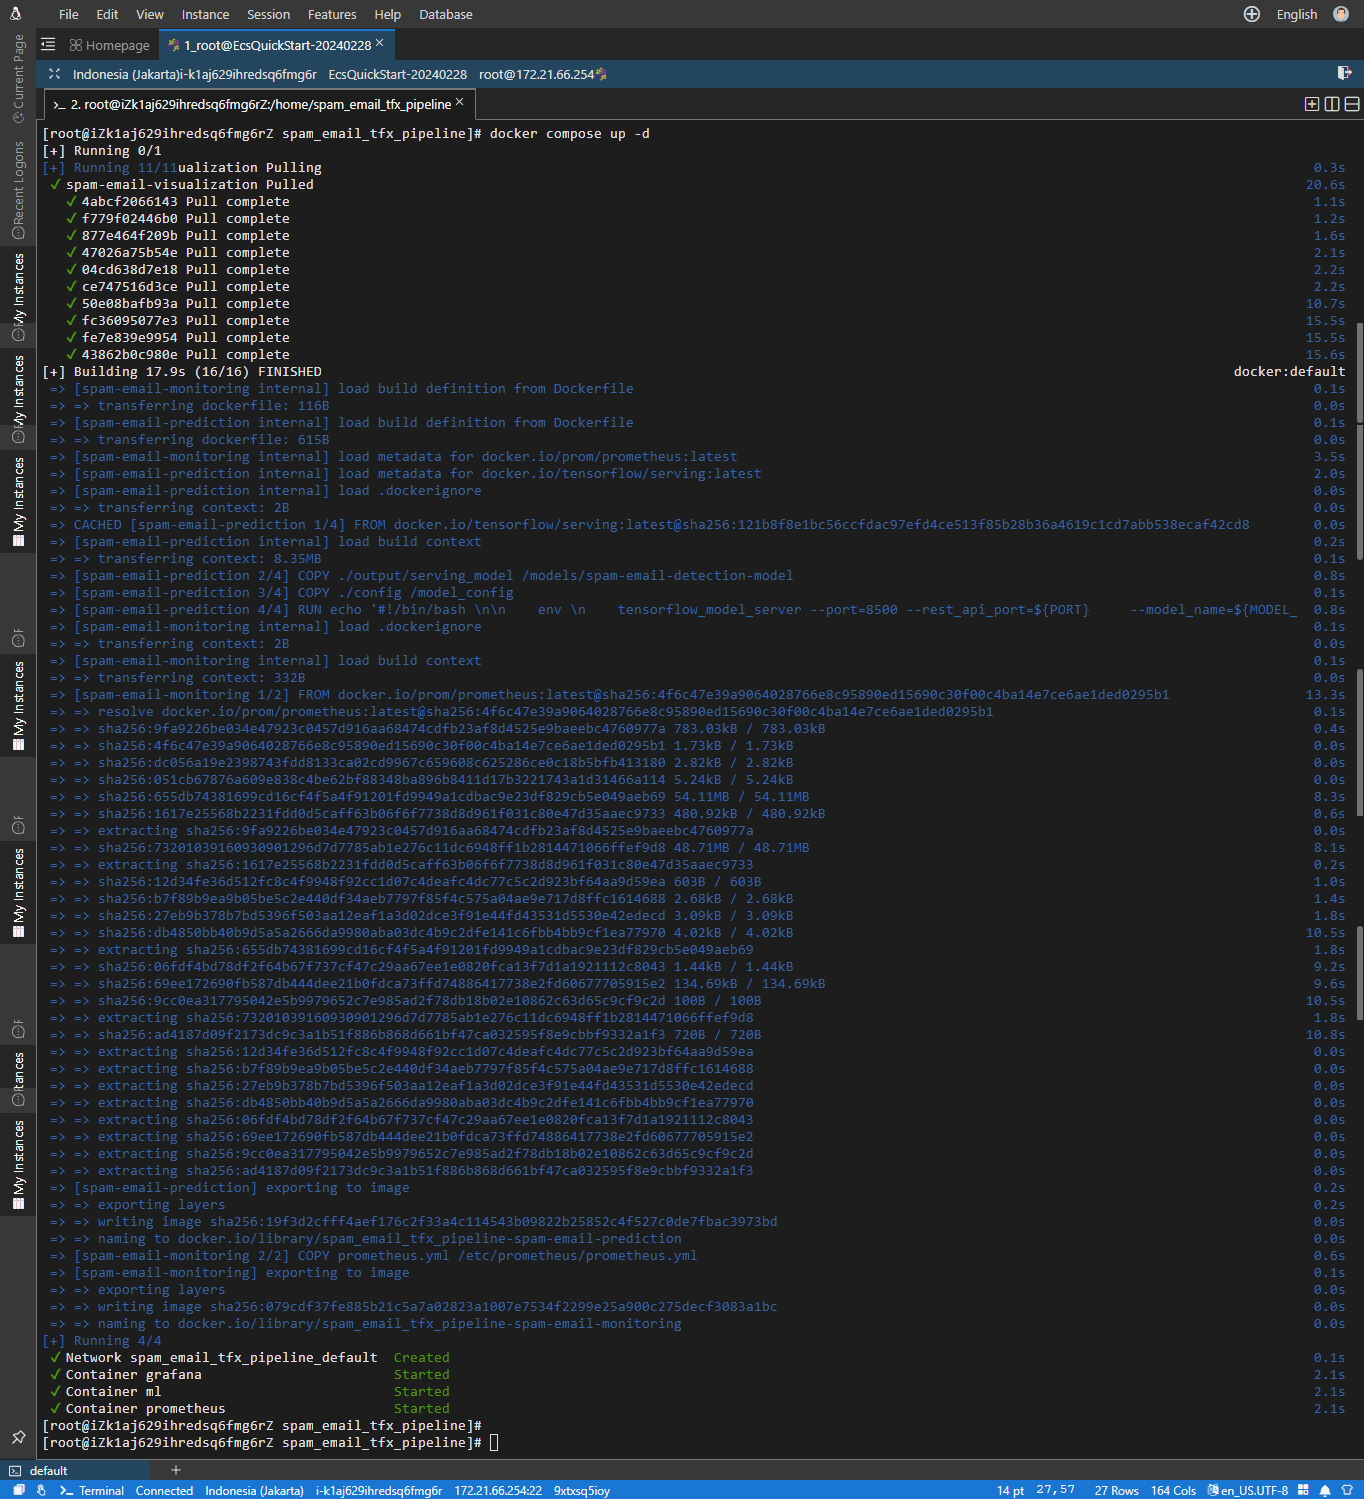 File Edit View Instance Session Features Help Database English
Homepage 1_root@EcsQuickStart-20240228
Indonesia (Jakarta)i-k1aj629ihredsq6fmg6r EcsQuickStart-20240228 root@172.21.66.254
2. root@iZk1aj629ihredsq6fmg6rZ:/home/spam_email_tfx_pipeline
Current Page
Recent Logons
My Instances
My Instances
My Instances
My Instances
My Instances
tances
My Instances
[root@iZk1aj629ihredsq6fmg6rZ spam_email_tfx_pipeline]# docker compose up -d
[+] Running 0/1
[+] Running 11/11ualization Pulling 0.3s
✓ spam-email-visualization Pulled 20.6s
✓ 4abcf2066143 Pull complete 1.1s
✓ f779f02446b0 Pull complete 1.2s
✓ 877e464f209b Pull complete 1.6s
✓ 47026a75b54e Pull complete 2.1s
✓ 04cd638d7e18 Pull complete 2.2s
✓ ce747516d3ce Pull complete 2.2s
✓ 50e08bafb93a Pull complete 10.7s
✓ fc36095077e3 Pull complete 15.5s
✓ fe7e839e9954 Pull complete 15.5s
✓ 43862b0c980e Pull complete 15.6s
[+] Building 17.9s (16/16) FINISHED docker:default
=> [spam-email-monitoring internal] load build definition from Dockerfile 0.1s
=> => transferring dockerfile: 116B 0.0s
=> [spam-email-prediction internal] load build definition from Dockerfile 0.1s
=> => transferring dockerfile: 615B 0.0s
=> [spam-email-monitoring internal] load metadata for docker.io/prom/prometheus:latest 3.5s
=> [spam-email-prediction internal] load metadata for docker.io/tensorflow/serving:latest 2.0s
=> [spam-email-prediction internal] load .dockerignore 0.0s
=> => transferring context: 2B 0.0s
=> CACHED [spam-email-prediction 1/4] FROM docker.io/tensorflow/serving:latest@sha256:121b8f8e1bc56ccfdac97efd4ce513f85b28b36a4619c1cd7abb538ecaf42cd8 0.0s
=> [spam-email-prediction internal] load build context 0.2s
=> => transferring context: 8.35MB 0.1s
=> [spam-email-prediction 2/4] COPY ./output/serving_model /models/spam-email-detection-model 0.8s
=> [spam-email-prediction 3/4] COPY ./config /model_config 0.1s
=> [spam-email-prediction 4/4] RUN echo '#!/bin/bash \n\n env \n tensorflow_model_server --port=8500 --rest_api_port=${PORT} --model_name=${MODEL_ 0.8s
=> [spam-email-monitoring internal] load .dockerignore 0.1s
=> => transferring context: 2B 0.0s
=> [spam-email-monitoring internal] load build context 0.1s
=> => transferring context: 332B 0.0s
=> [spam-email-monitoring 1/2] FROM docker.io/prom/prometheus:latest@sha256:4f6c47e39a9064028766e8c95890ed15690c30f00c4ba14e7ce6ae1ded0295b1 13.3s
=> => resolve docker.io/prom/prometheus:latest@sha256:4f6c47e39a9064028766e8c95890ed15690c30f00c4ba14e7ce6ae1ded0295b1 0.1s
=> => sha256:9fa9226be034e47923c0457d916aa68474cdfb23af8d4525e9baeebc4760977a 783.03kB / 783.03kB 0.4s
=> => sha256:4f6c47e39a9064028766e8c95890ed15690c30f00c4ba14e7ce6ae1ded0295b1 1.73kB / 1.73kB 0.0s
=> => sha256:dc056a19e2398743fdd8133ca02cd9967c659608c625286ce0c18b5bfb413180 2.82kB / 2.82kB 0.0s
=> => sha256:051cb67876a609e838c4be62bf88348ba896b8411d17b3221743a1d31466a114 5.24kB / 5.24kB 0.0s
=> => sha256:655db74381699cd16cf4f5a4f91201fd9949a1cdbac9e23df829cb5e049aeb69 54.11MB / 54.11MB 8.3s
=> => sha256:1617e25568b2231fdd0d5caff63b06f6f7738d8d961f031c80e47d35aaec9733 480.92kB / 480.92kB 0.6s
=> => extracting sha256:9fa9226be034e47923c0457d916aa68474cdfb23af8d4525e9baeebc4760977a 0.0s
=> => sha256:73201039160930901296d7d7785ab1e276c11dc6948ff1b2814471066ffef9d8 48.71MB / 48.71MB 8.1s
=> => extracting sha256:1617e25568b2231fdd0d5caff63b06f6f7738d8d961f031c80e47d35aaec9733 0.2s
=> => sha256:12d34fe36d512fc8c4f9948f92cc1d07c4deafc4dc77c5c2d923bf64aa9d59ea 603B / 603B 1.0s
=> => sha256:b7f89b9ea9b05be5c2e440df34aeb7797f85f4c575a04ae9e717d8ffc1614688 2.68kB / 2.68kB 1.4s
=> => sha256:27eb9b378b7bd5396f503aa12eaf1a3d02dce3f91e44fd43531d5530e42edecd 3.09kB / 3.09kB 1.8s
=> => sha256:db4850bb40b9d5a5a2666da9980aba03dc4b9c2dfe141c6fbb4bb9cf1ea77970 4.02kB / 4.02kB 10.5s
=> => extracting sha256:655db74381699cd16cf4f5a4f91201fd9949a1cdbac9e23df829cb5e049aeb69 1.8s
=> => sha256:06fdf4bd78df2f64b67f737cf47c29aa67ee1e0820fca13f7d1a1921112c8043 1.44kB / 1.44kB 9.2s
=> => sha256:69ee172690fb587db444dee21b0fdca73ffd74886417738e2fd60677705915e2 134.69kB / 134.69kB 9.6s
=> => sha256:9cc0ea317795042e5b9979652c7e985ad2f78db18b02e10862c63d65c9cf9c2d 100B / 100B 10.5s
=> => extracting sha256:73201039160930901296d7d7785ab1e276c11dc6948ff1b2814471066ffef9d8 1.8s
=> => sha256:ad4187d09f2173dc9c3a1b51f886b868d661bf47ca032595f8e9cbbf9332a1f3 720B / 720B 10.8s
=> => extracting sha256:12d34fe36d512fc8c4f9948f92cc1d07c4deafc4dc77c5c2d923bf64aa9d59ea 0.0s
=> => extracting sha256:b7f89b9ea9b05be5c2e440df34aeb7797f85f4c575a04ae9e717d8ffc1614688 0.0s
=> => extracting sha256:27eb9b378b7bd5396f503aa12eaf1a3d02dce3f91e44fd43531d5530e42edecd 0.0s
=> => extracting sha256:db4850bb40b9d5a5a2666da9980aba03dc4b9c2dfe141c6fbb4bb9cf1ea77970 0.0s
=> => extracting sha256:06fdf4bd78df2f64b67f737cf47c29aa67ee1e0820fca13f7d1a1921112c8043 0.0s
=> => extracting sha256:69ee172690fb587db444dee21b0fdca73ffd74886417738e2fd60677705915e2 0.0s
=> => extracting sha256:9cc0ea317795042e5b9979652c7e985ad2f78db18b02e10862c63d65c9cf9c2d 0.0s
=> => extracting sha256:ad4187d09f2173dc9c3a1b51f886b868d661bf47ca032595f8e9cbbf9332a1f3 0.0s
=> [spam-email-prediction] exporting to image 0.2s
=> => exporting layers 0.2s
=> => writing image sha256:19f3d2cfff4aef176c2f33a4c114543b09822b25852c4f527c0de7fbac3973bd 0.0s
=> => naming to docker.io/library/spam_email_tfx_pipeline-spam-email-prediction 0.0s
=> [spam-email-monitoring 2/2] COPY prometheus.yml /etc/prometheus/prometheus.yml 0.6s
=> [spam-email-monitoring] exporting to image 0.1s
=> => exporting layers 0.0s
=> => writing image sha256:079cdf37fe885b21c5a7a02823a1007e7534f2299e25a900c275decf3083a1bc 0.0s
=> => naming to docker.io/library/spam_email_tfx_pipeline-spam-email-monitoring 0.0s
[+] Running 4/4
✓ Network spam_email_tfx_pipeline_default Created 0.1s
✓ Container grafana Started 2.1s
✓ Container ml Started 2.1s
✓ Container prometheus Started 2.1s
[root@iZk1aj629ihredsq6fmg6rZ spam_email_tfx_pipeline]#
[root@iZk1aj629ihredsq6fmg6rZ spam_email_tfx_pipeline]#
default +
Terminal Connected Indonesia (Jakarta) i-k1aj629ihredsq6fmg6r 172.21.66.254:22 9xtxsq5ioy 14 pt 27,57 27 Rows 164 Cols en_US.UTF-8